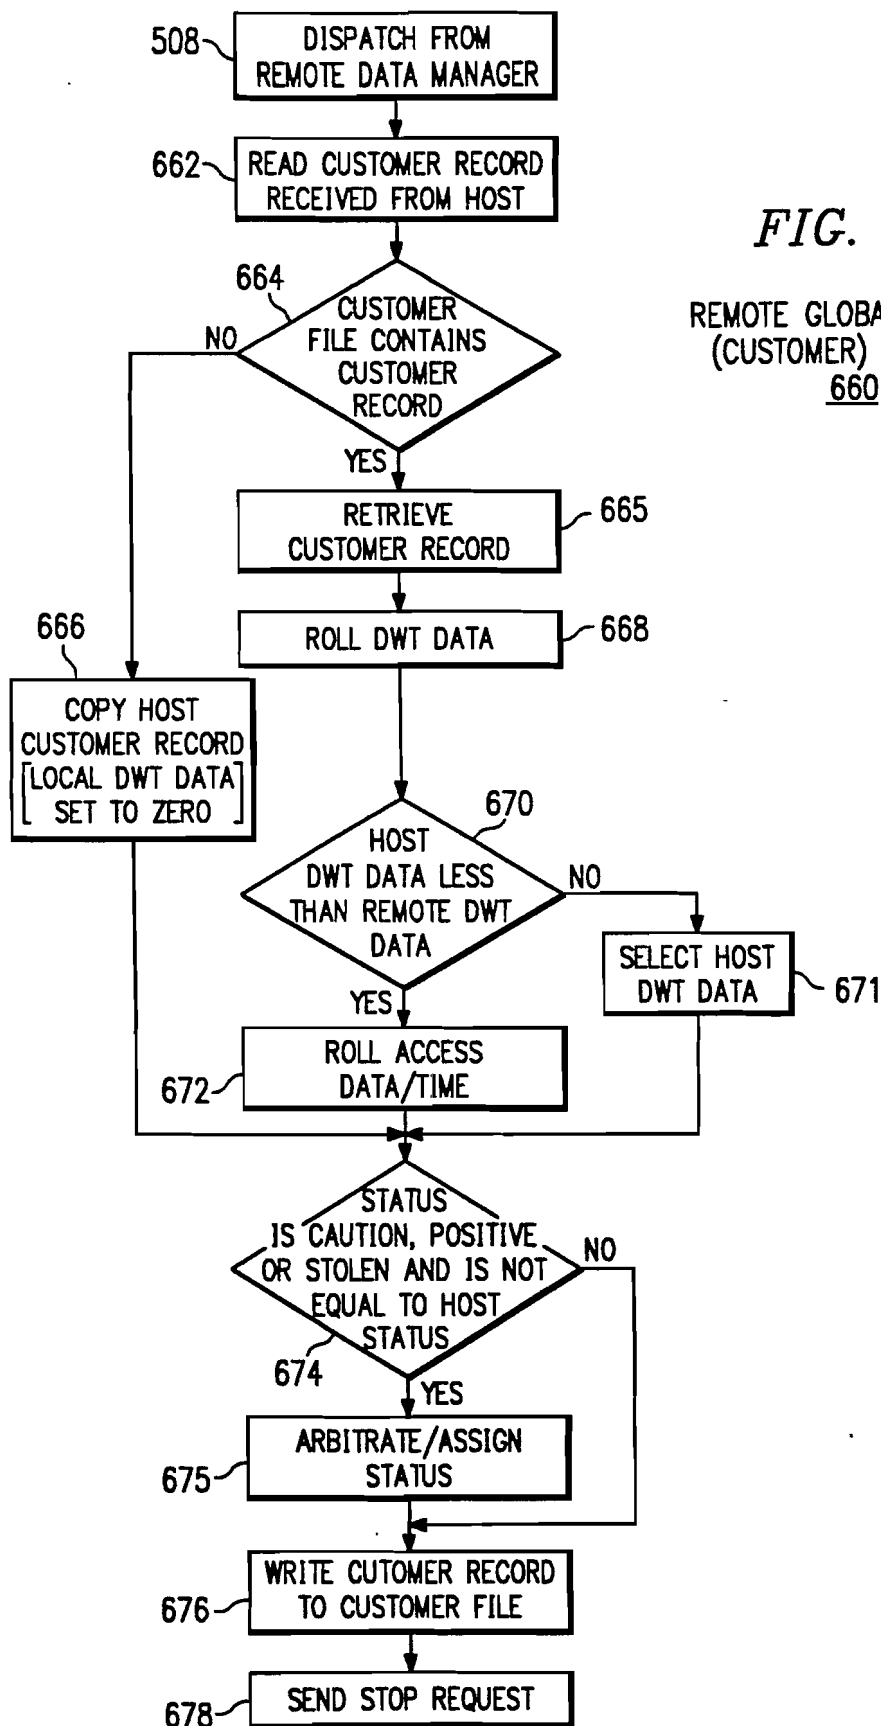 508
DISPATCH FROM
REMOTE DATA MANAGER
662
READ CUSTOMER RECORD
RECEIVED FROM HOST
FIG.
REMOTE GLOBA
(CUSTOMER)
660
664
CUSTOMER
FILE CONTAINS
CUSTOMER
RECORD
NO
YES
RETRIEVE
CUSTOMER RECORD
665
ROLL DWT DATA
668
666
COPY HOST
CUSTOMER RECORD
[LOCAL DWT DATA
SET TO ZERO]
670
HOST
DWT DATA LESS
THAN REMOTE DWT
DATA
NO
YES
SELECT HOST
DWT DATA
671
ROLL ACCESS
DATA/TIME
672
STATUS
IS CAUTION, POSITIVE
OR STOLEN AND IS NOT
EQUAL TO HOST
STATUS
NO
674
YES
ARBITRATE/ASSIGN
STATUS
675
WRITE CUTOMER RECORD
TO CUSTOMER FILE
676
SEND STOP REQUEST
678